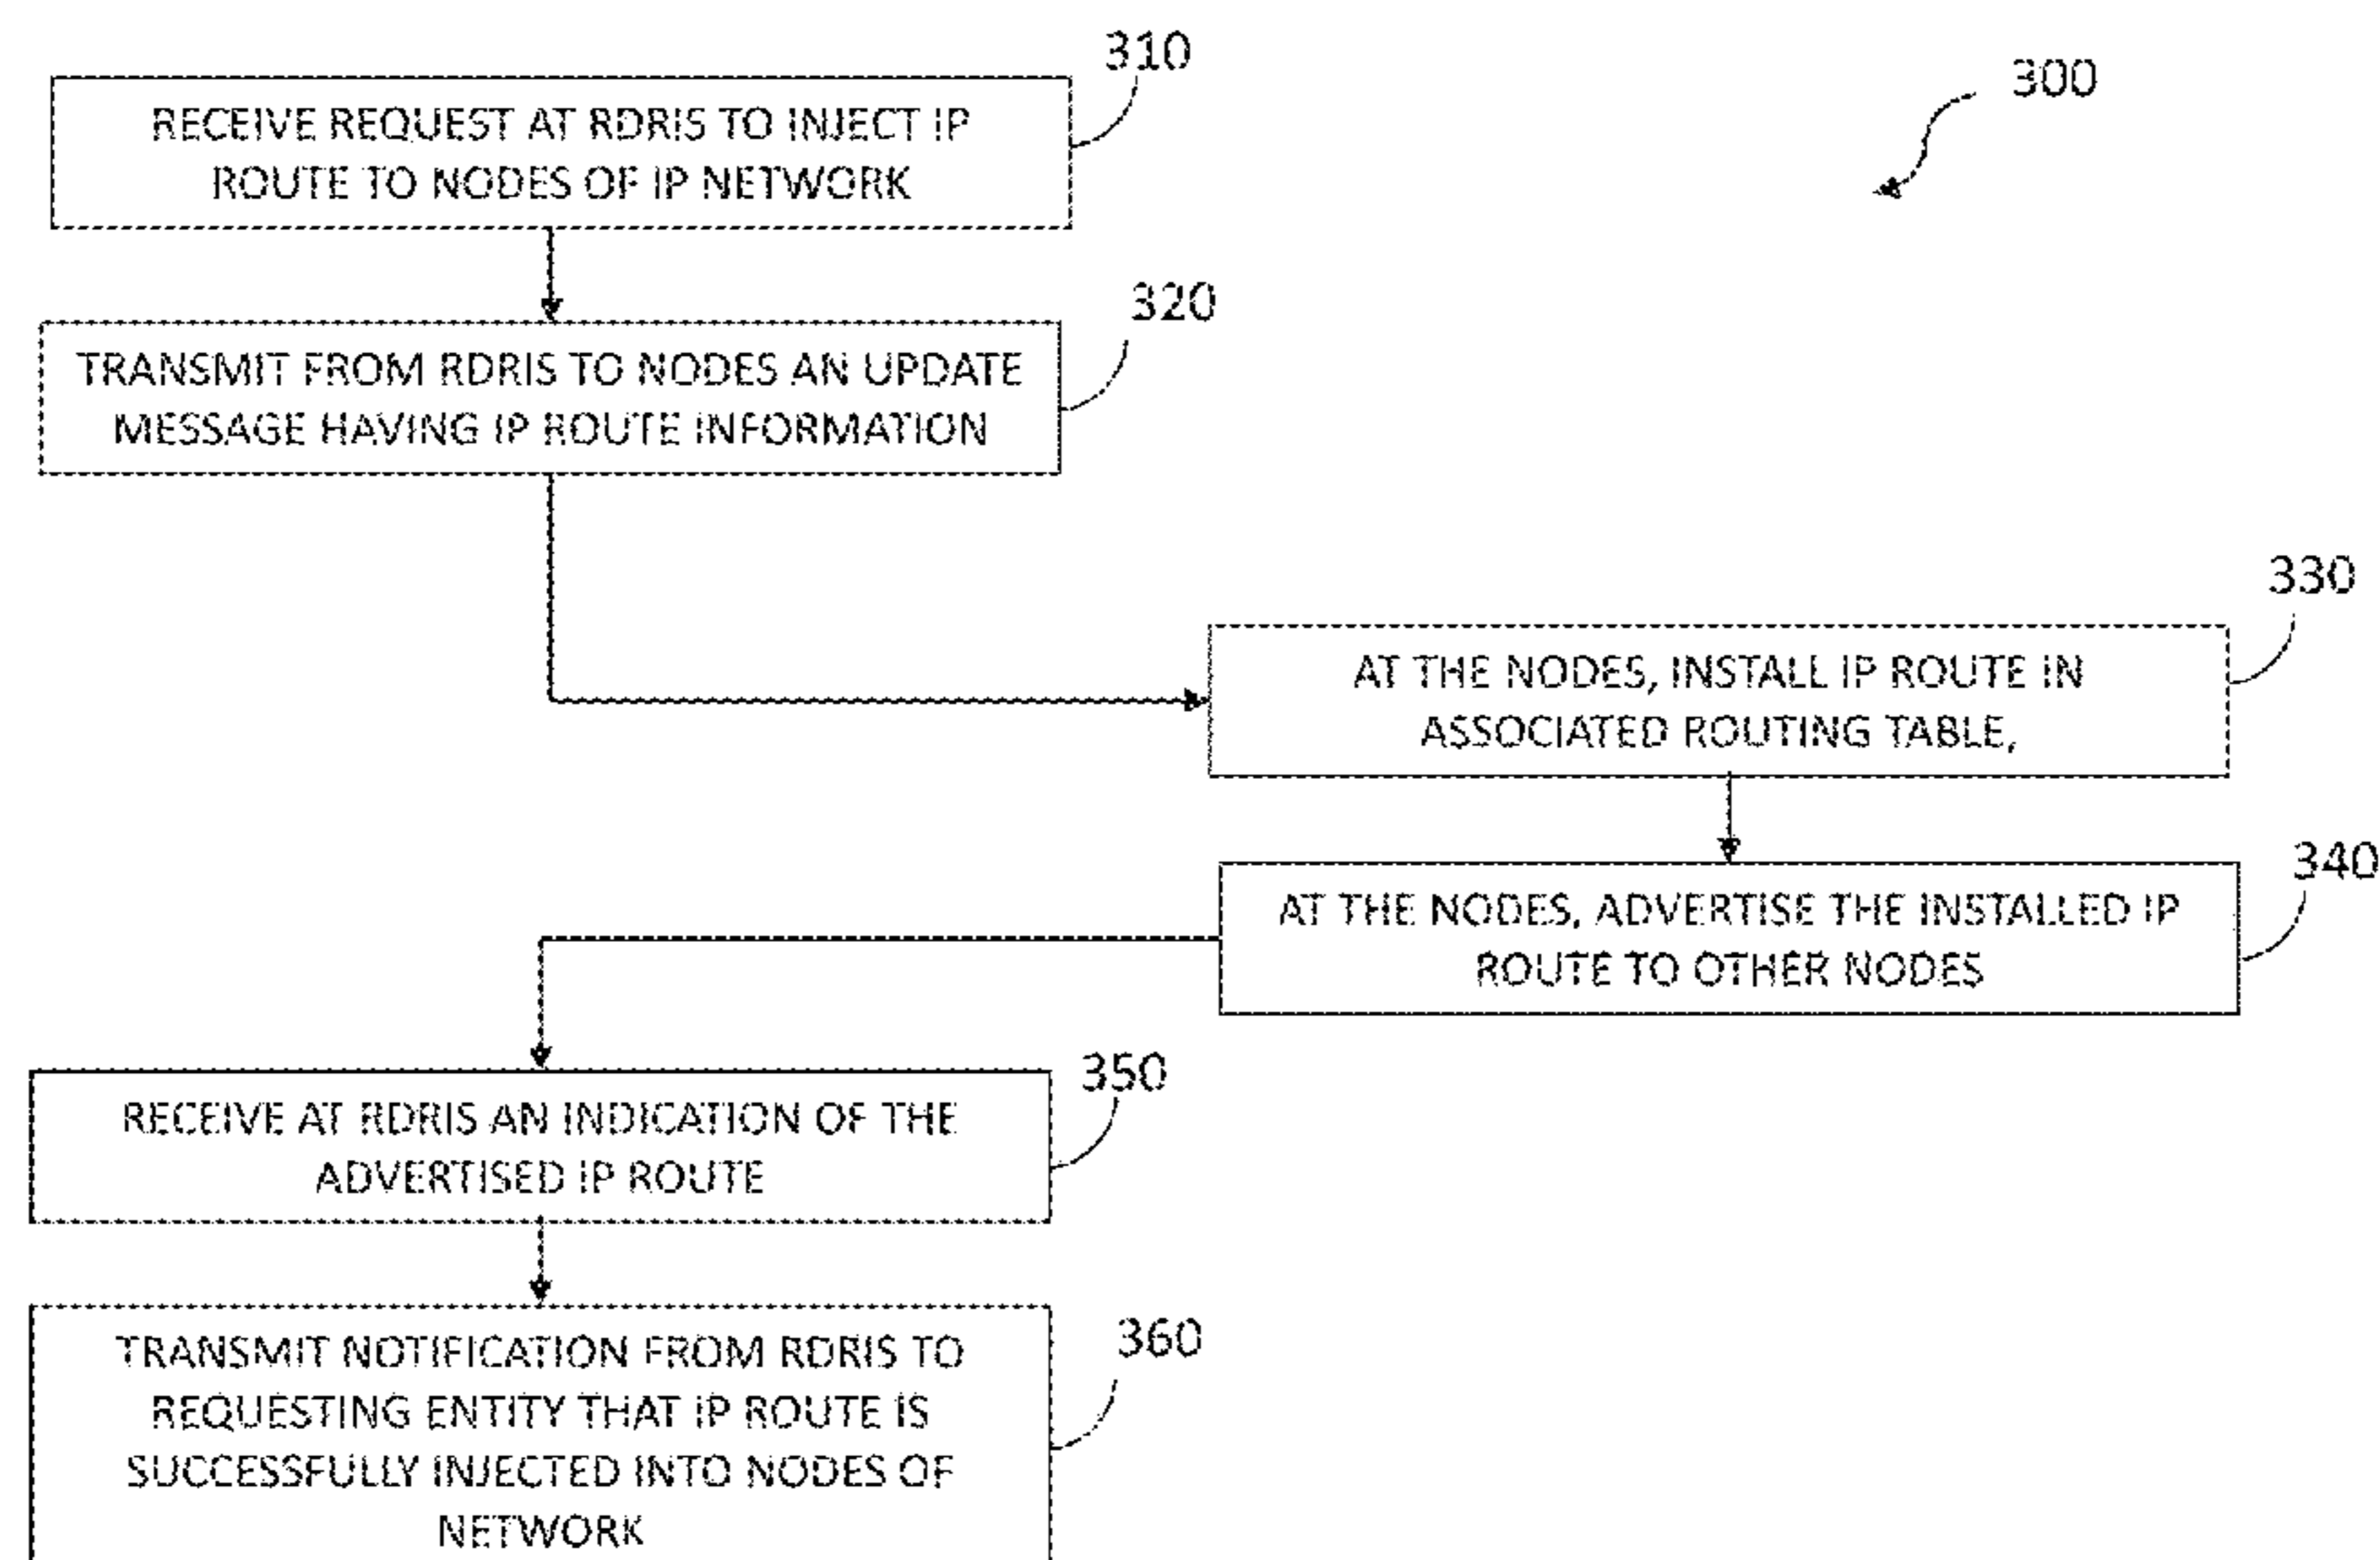 310
300
RECEIVE REQUEST AT RDRIS TO INJECT IP
ROUTE TO NODES OF IP NETWORK
320
TRANSMIT FROM RDRIS TO NODES AN UPDATE
MESSAGE HAVING IP ROUTE INFORMATION
330
AT THE NODES, INSTALL IP ROUTE IN
ASSOCIATED ROUTING TABLE,
340
AT THE NODES, ADVERTISE THE INSTALLED IP
ROUTE TO OTHER NODES
350
RECEIVE AT RDRIS AN INDICATION OF THE
ADVERTISED IP ROUTE
360
TRANSMIT NOTIFICATION FROM RDRIS TO
REQUESTING ENTITY THAT IP ROUTE IS
SUCCESSFULLY INJECTED INTO NODES OF
NETWORK